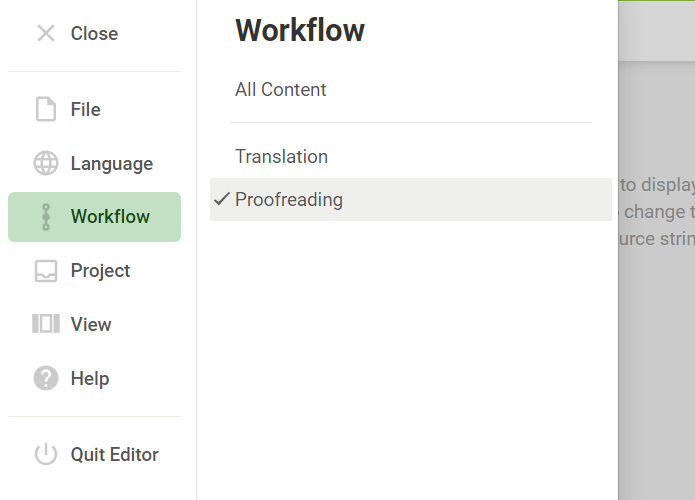 Close
File
Language
Workflow
Project
View
Help
Quit Editor
Workflow
All Content
Translation
Proofreading
to display
change t
urce strin